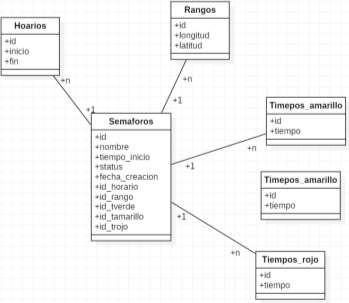 Rangos
+id
+longitud
+latitud
Hoarios
+id
+inicio
+fin
+n
+n
+1
+1
Semaforos
+id
+nombre
+tiempo_inicio
+status
+fecha_creacion
+id_horario
+id_rango
+id_tverde
+id_tamarillo
+id_trojo
Timepos_amarillo
+id
+tiempo
+n
+1
Timepos_amarillo
+id
+tiempo
+1
+n
Tiempos_rojo
+id
+tiempo